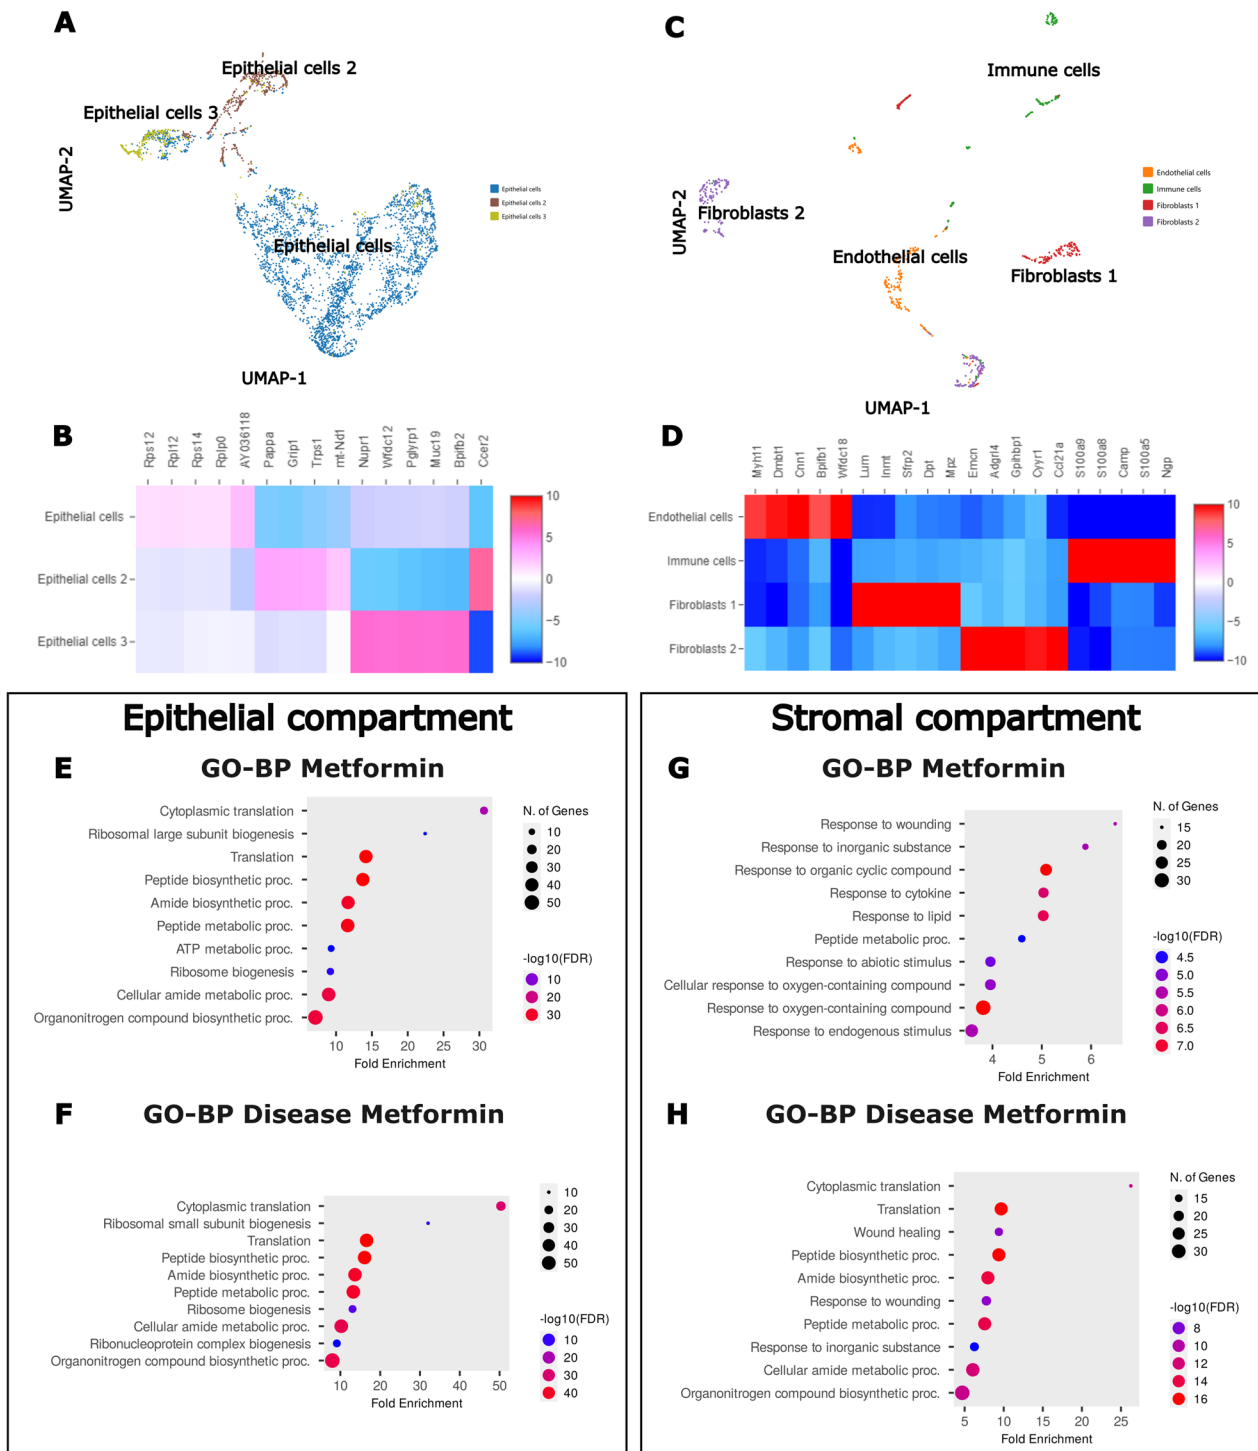 A
Epithelial cells 2
Epithelial cells 3
Epithelial cells
UMAP-2
UMAP-1
Epithelial cells
Epithelial cells 2
Epithelial cells 3
C
Immune cells
Fibroblasts 2
Endothelial cells
Fibroblasts 1
UMAP-2
UMAP-1
Endothelial cells
Immune cells
Fibroblasts 1
Fibroblasts 2
B
Rps12
Rpl12
Rps14
Rplp0
AY036118
Pappa
Grip1
Trps1
mt-Nd1
Nupr1
Wfdc12
Pglyrp1
Muc19
Bpifb2
Ccer2
Epithelial cells
Epithelial cells 2
Epithelial cells 3
10
5
0
−5
−10
D
Myh11
Dmbt1
Cnn1
Bpifb1
Wfdc18
Lum
Inmt
Sfrp2
Dpt
Mpz
Emcn
Adgrl4
Gpihbp1
Cyyr1
Ccl21a
S100a9
S100a8
Camp
S100a5
Ngp
Endothelial cells
Immune cells
Fibroblasts 1
Fibroblasts 2
10
5
0
−5
−10
Epithelial compartment
E
GO-BP Metformin
Cytoplasmic translation
Ribosomal large subunit biogenesis
Translation
Peptide biosynthetic proc.
Amide biosynthetic proc.
Peptide metabolic proc.
ATP metabolic proc.
Ribosome biogenesis
Cellular amide metabolic proc.
Organonitrogen compound biosynthetic proc.
10 15 20 25 30
Fold Enrichment
N. of Genes
10
20
30
40
50
-log10(FDR)
10
20
30
F
GO-BP Disease Metformin
Cytoplasmic translation
Ribosomal small subunit biogenesis
Translation
Peptide biosynthetic proc.
Amide biosynthetic proc.
Peptide metabolic proc.
Ribosome biogenesis
Cellular amide metabolic proc.
Ribonucleoprotein complex biogenesis
Organonitrogen compound biosynthetic proc.
10 20 30 40 50
Fold Enrichment
10
20
30
40
50
-log10(FDR)
10
20
30
40
Stromal compartment
G
GO-BP Metformin
Response to wounding
Response to inorganic substance
Response to organic cyclic compound
Response to cytokine
Response to lipid
Peptide metabolic proc.
Response to abiotic stimulus
Cellular response to oxygen-containing compound
Response to oxygen-containing compound
Response to endogenous stimulus
4 5 6
Fold Enrichment
N. of Genes
15
20
25
30
-log10(FDR)
4.5
5.0
5.5
6.0
6.5
7.0
H
GO-BP Disease Metformin
Cytoplasmic translation
Translation
Wound healing
Peptide biosynthetic proc.
Amide biosynthetic proc.
Response to wounding
Peptide metabolic proc.
Response to inorganic substance
Cellular amide metabolic proc.
Organonitrogen compound biosynthetic proc.
5 10 15 20 25
Fold Enrichment
N. of Genes
15
20
25
30
-log10(FDR)
8
10
12
14
16